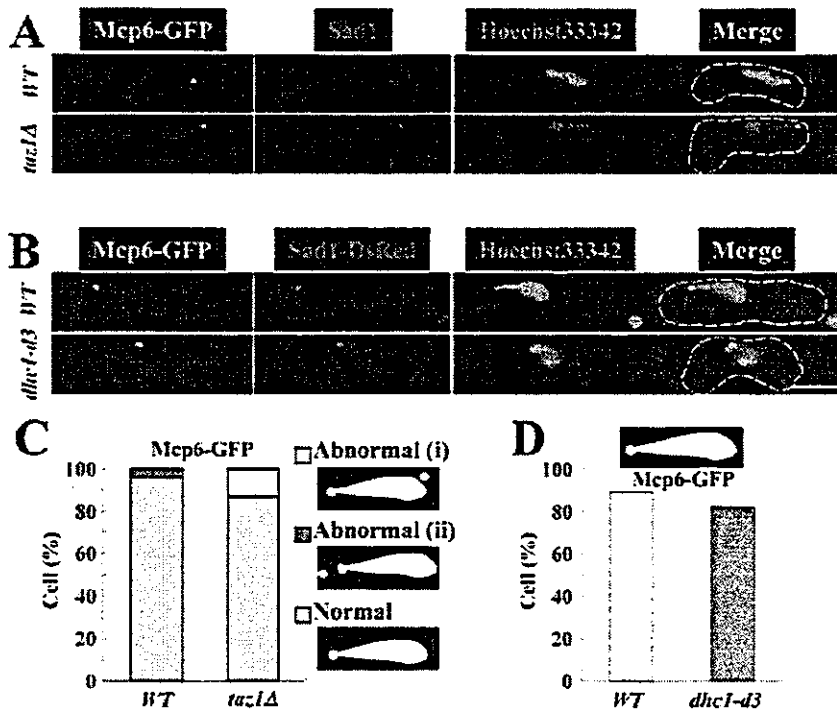 A
Mcp6-GFP Sad1 Hoechst33342 Merge
WT
taz1Δ
B
Mcp6-GFP Sad1-DsRed Hoechst33342 Merge
WT
dhc1-d3
C
Mcp6-GFP
Cell (%)
100
80
60
40
20
0
WT taz1Δ
Abnormal (i)
Abnormal (ii)
Normal
D
Mcp6-GFP
Cell (%)
100
80
60
40
20
0
WT dhc1-d3